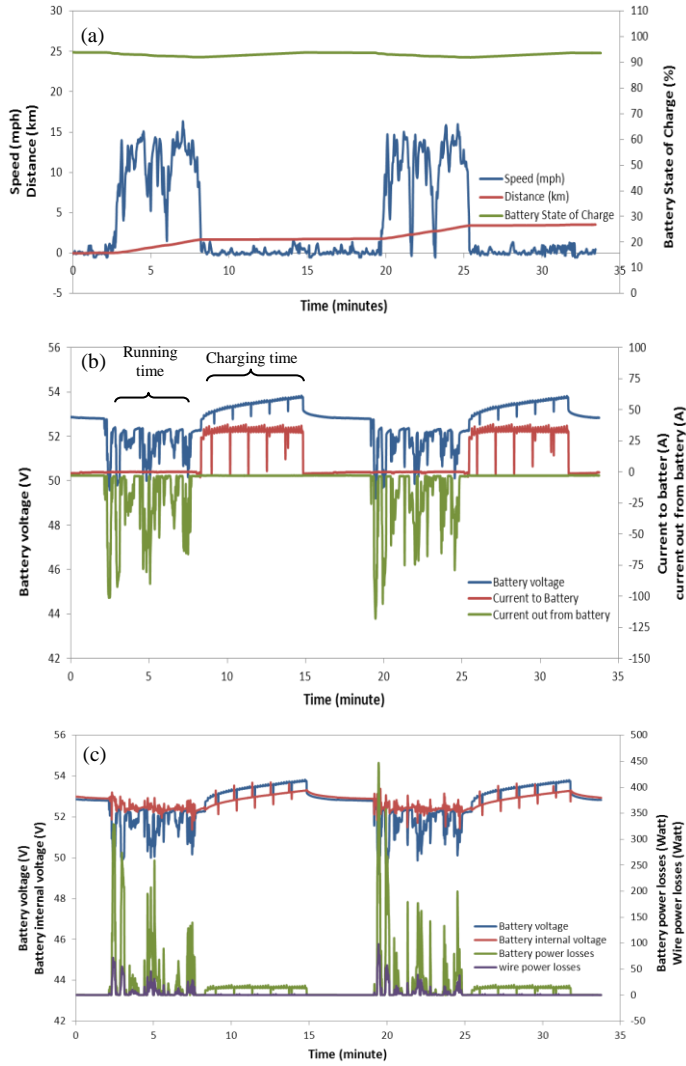 (a)
30
25
20
15
10
5
0
-5
Speed (mph)
Distance (km)
110
100
90
80
70
60
50
40
30
20
10
0
Battery State of Charge (%)
Speed (mph)
Distance (km)
Battery State of Charge
0 5 10 15 20 25 30 35
Time (minutes)
(b)
Running
time
Charging time
56
54
52
50
48
46
44
42
Battery voltage (V)
100
75
50
25
0
-25
-50
-75
-100
-125
-150
Current to batter (A)
current out from battery (A)
Battery voltage
Current to Battery
Current out from battery
0 5 10 15 20 25 30 35
Time (minute)
(c)
56
54
52
50
48
46
44
42
Battery voltage (V)
Battery internal voltage (V)
500
450
400
350
300
250
200
150
100
50
0
-50
Battery power losses(Watt)
Wire power losses (Watt)
Battery voltage
Battery internal voltage
Battery power losses
wire power losses
0 5 10 15 20 25 30 35
Time (minute)